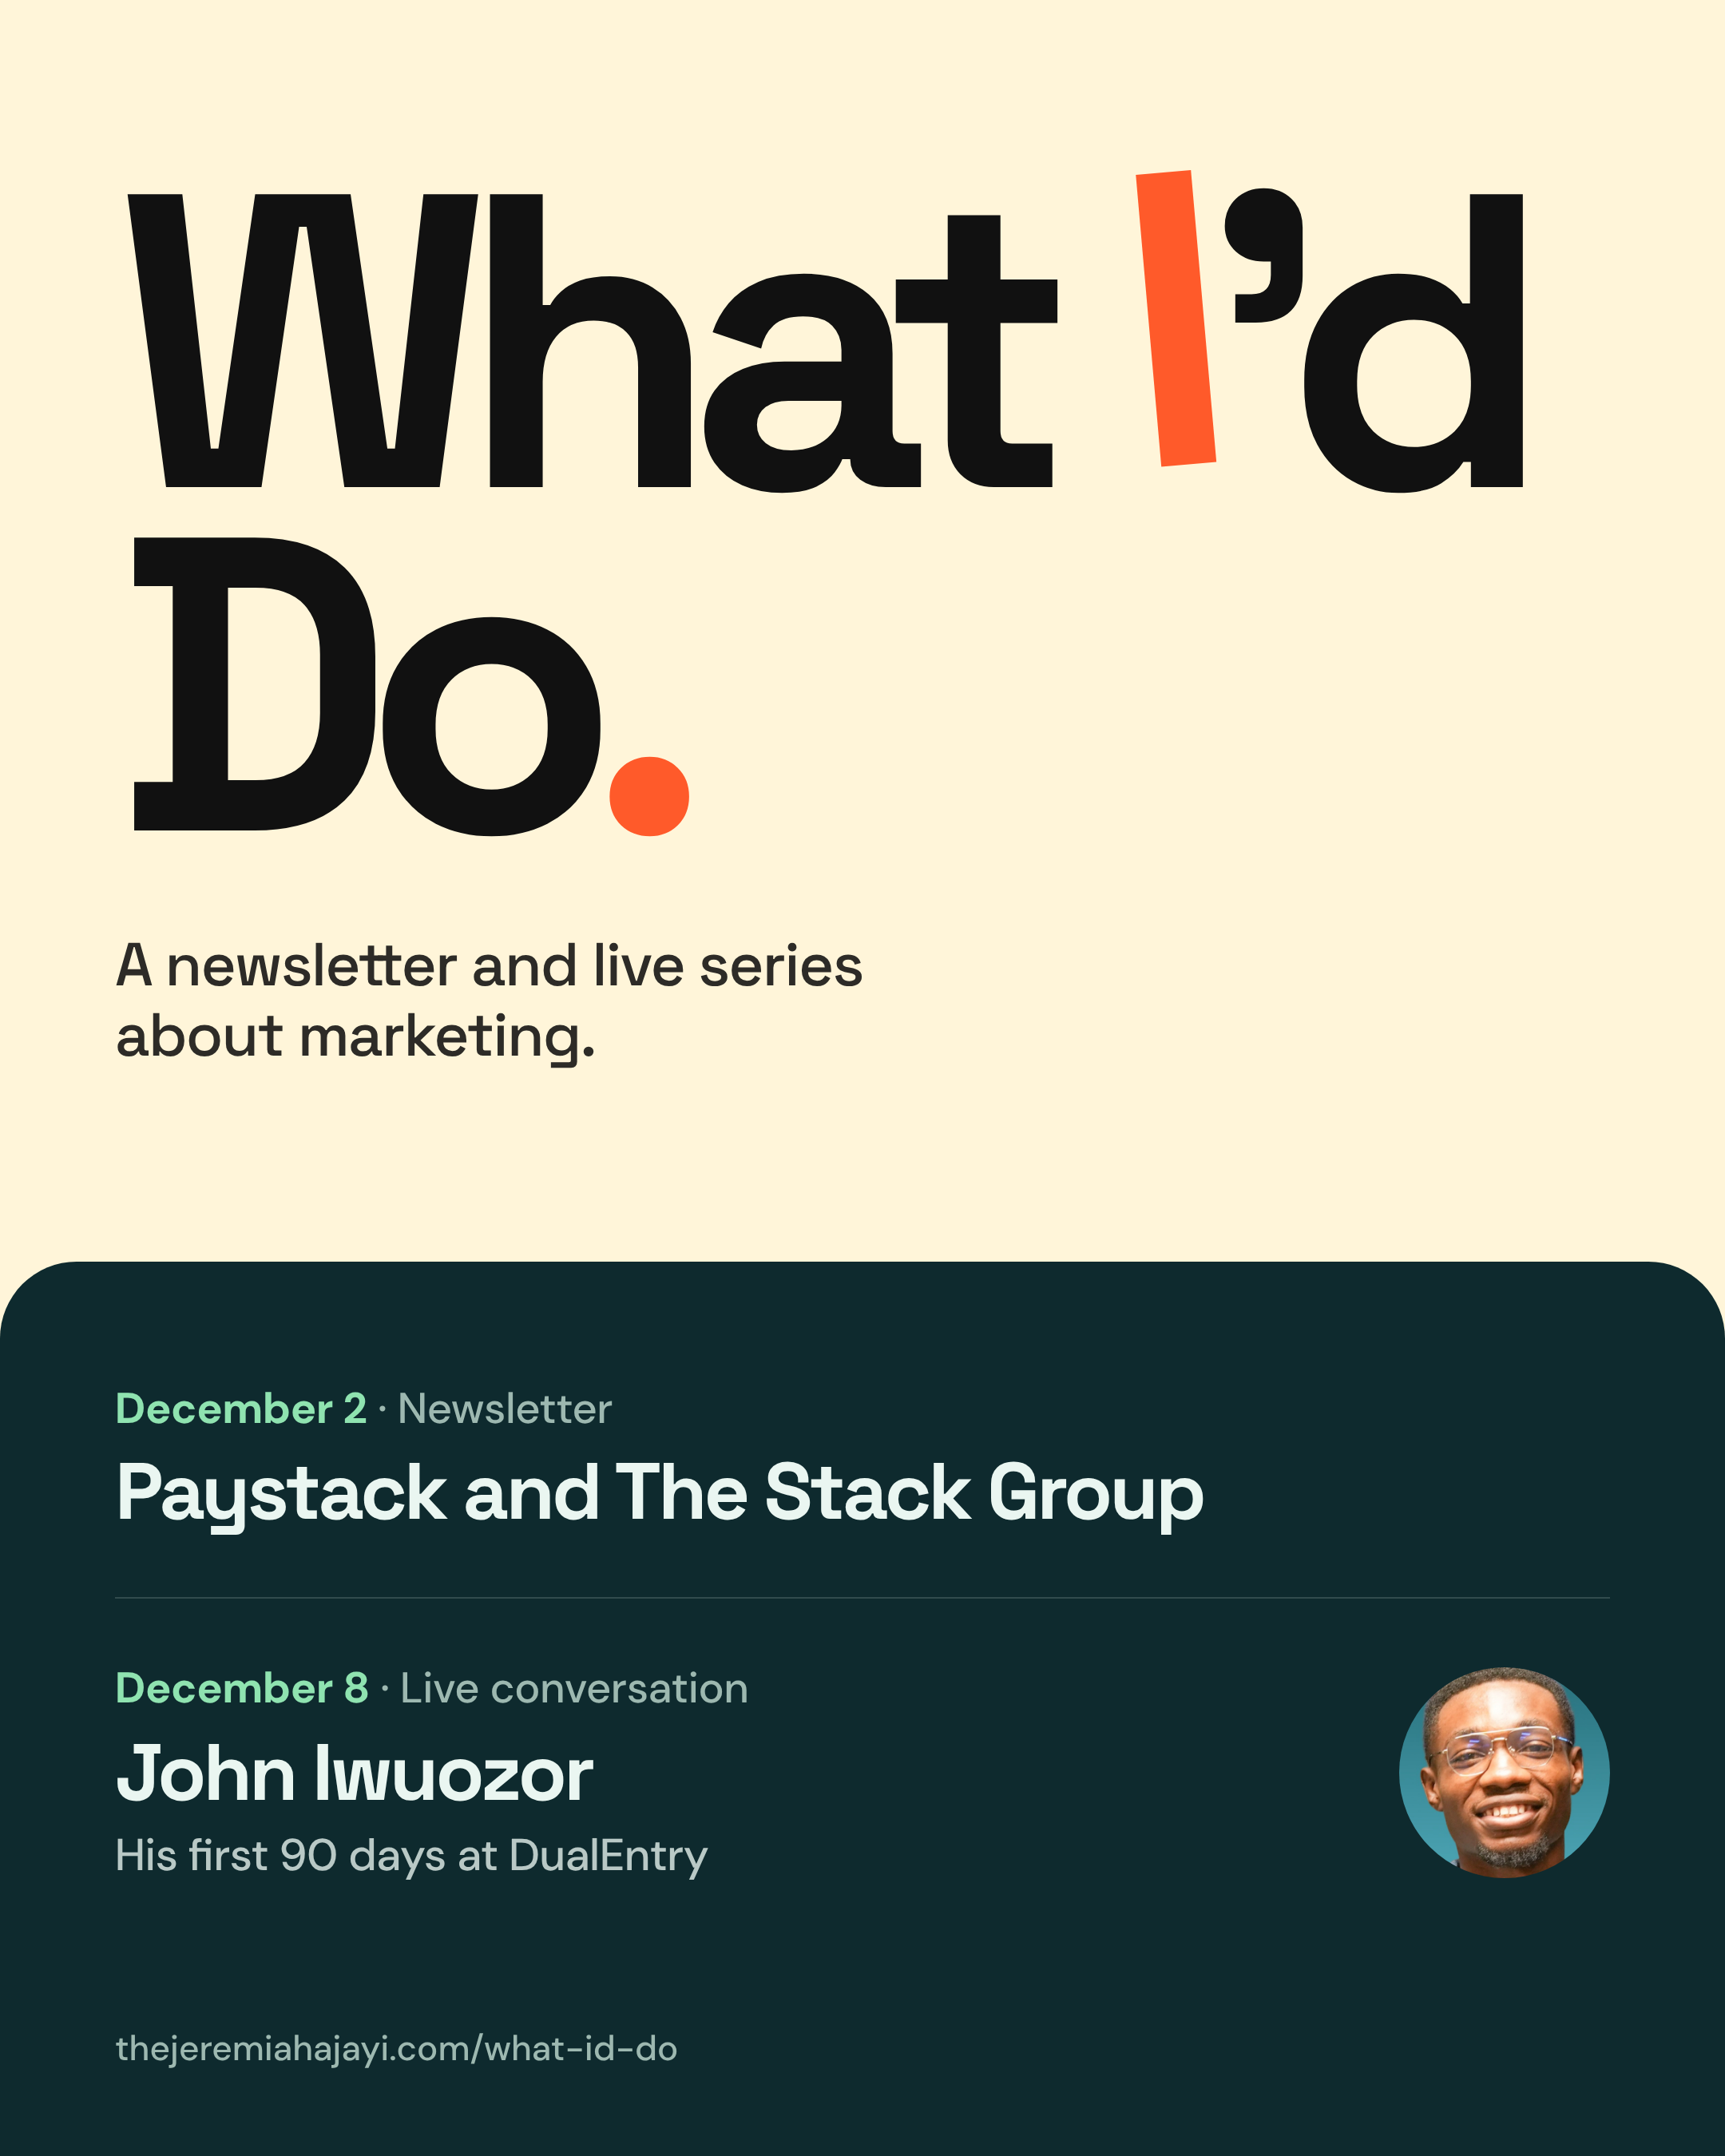 What I’d
Do.
A newsletter and live series
about marketing.
December 2 · Newsletter
Paystack and The Stack Group
December 8 · Live conversation
John Iwuozor
His first 90 days at DualEntry
thejeremiahajayi.com/what-id-do